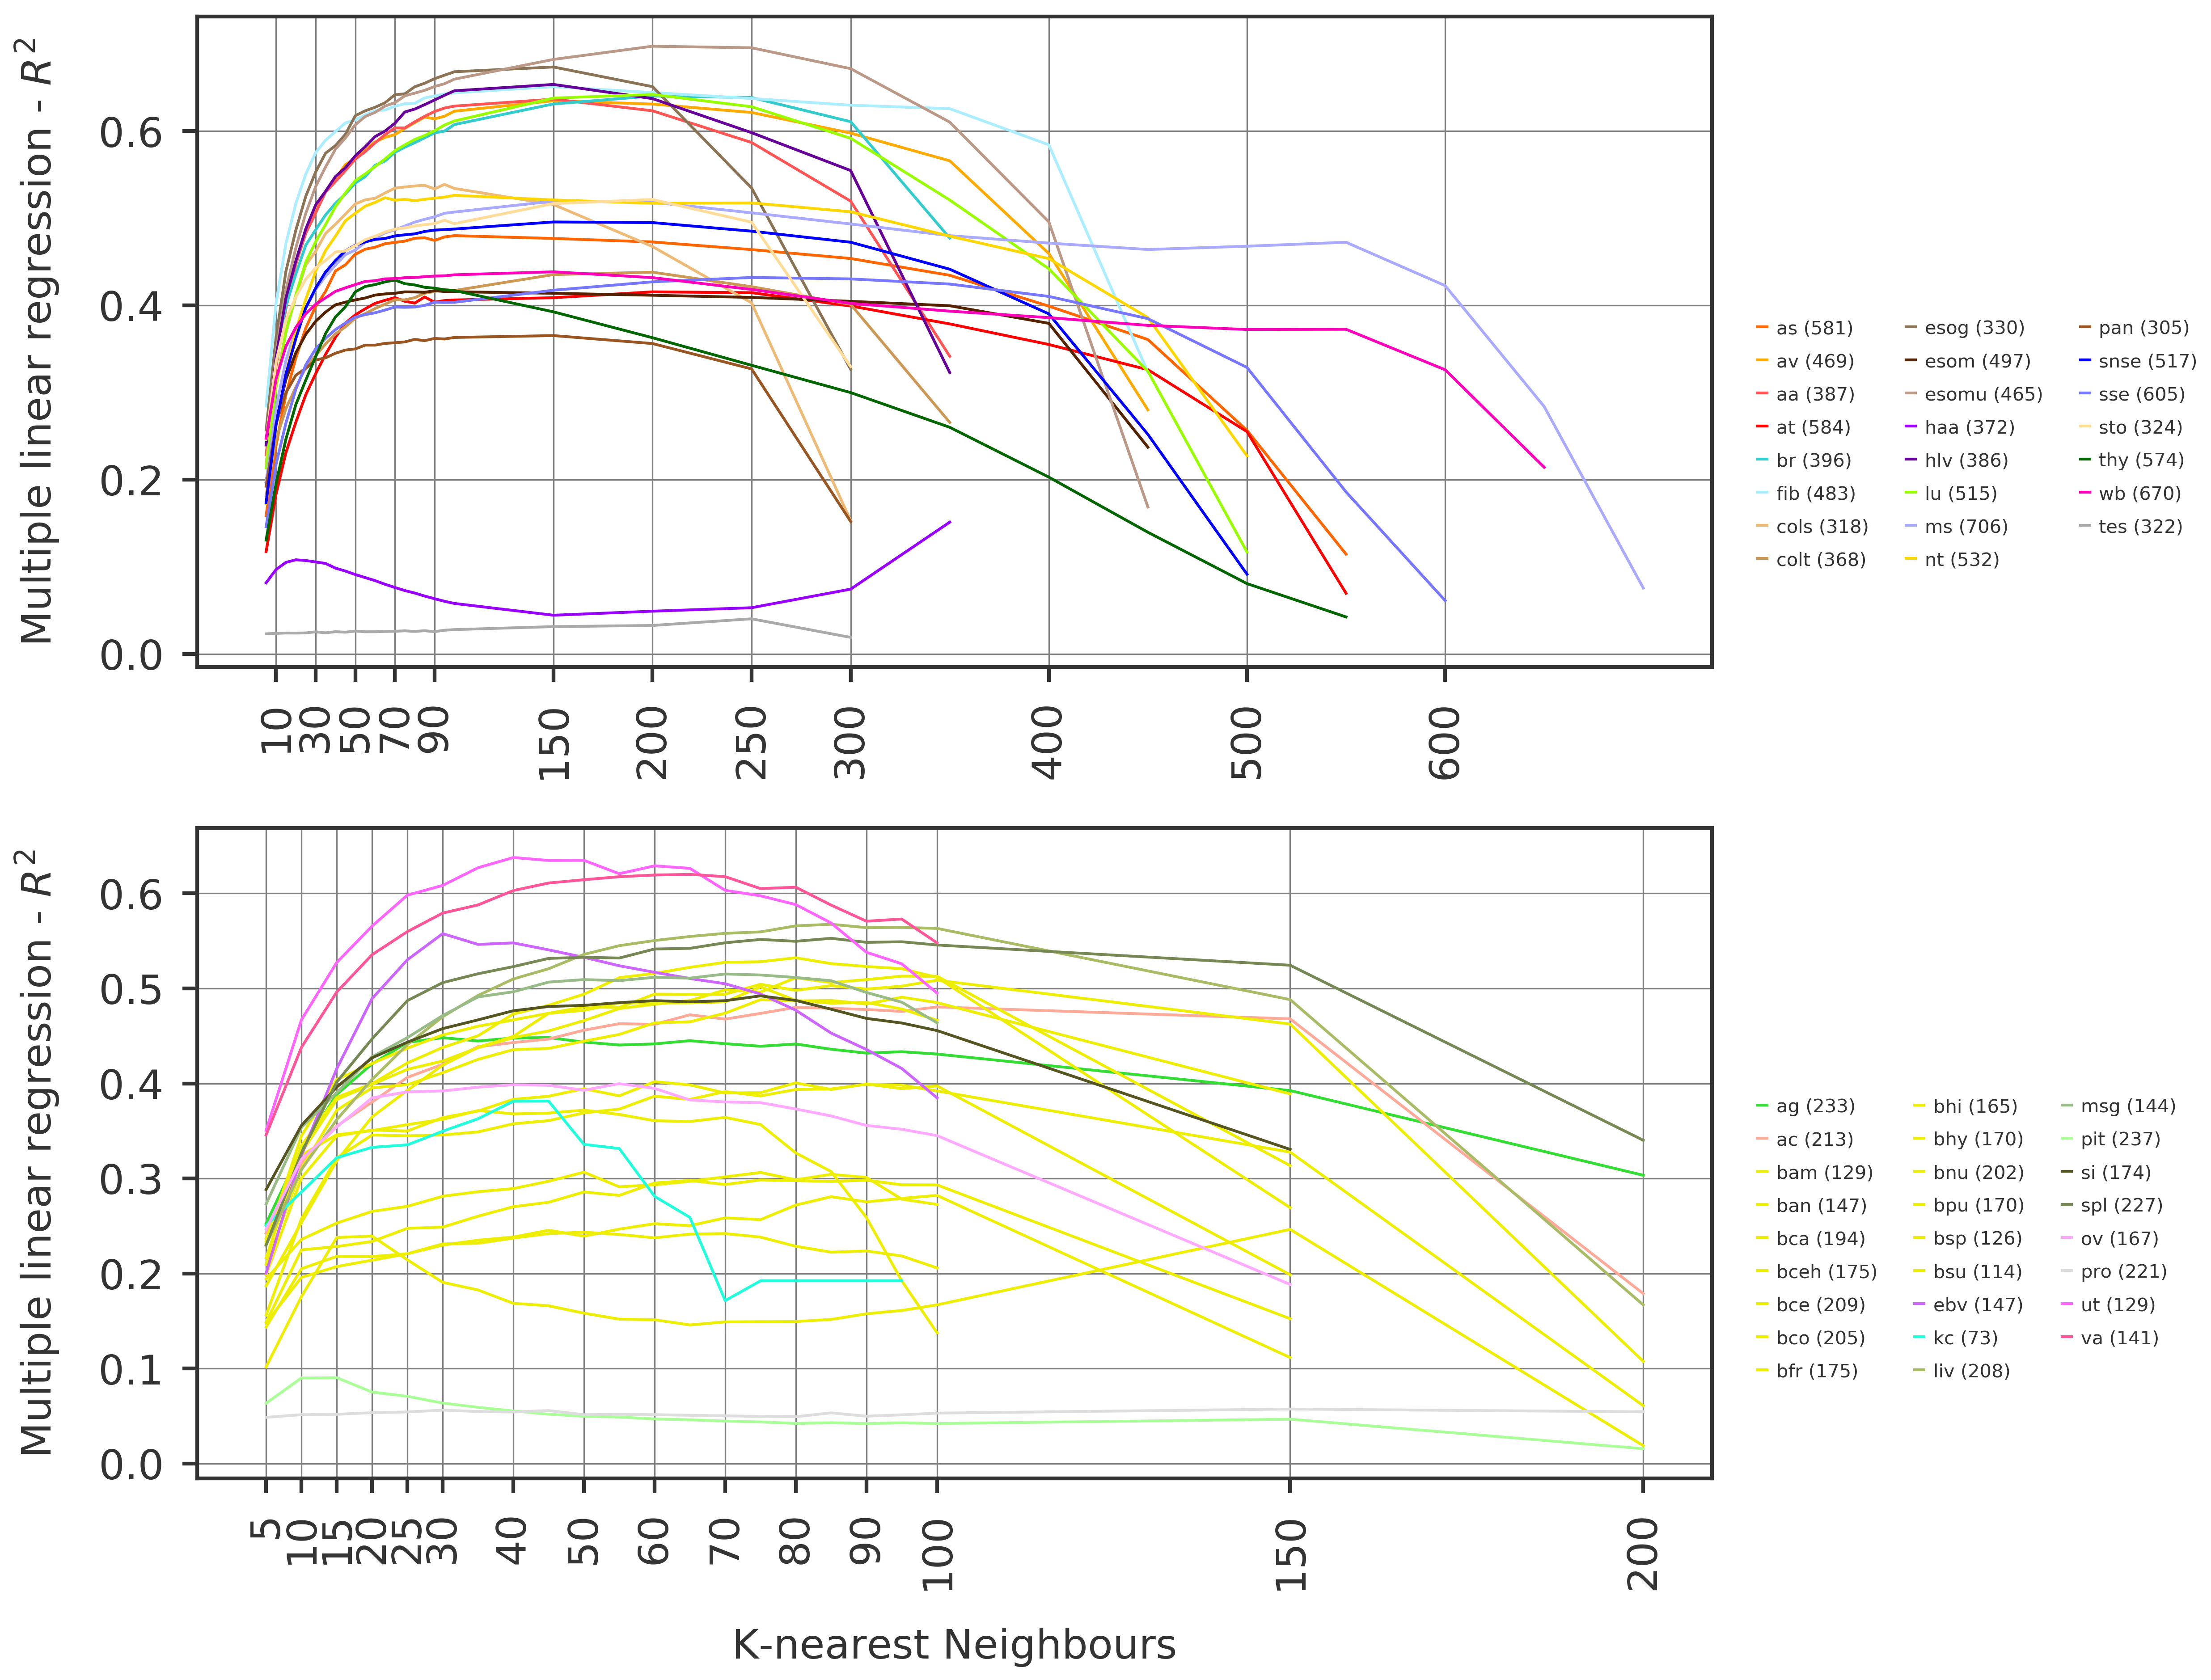 Multiple linear regression - R²
0.6
0.4
0.2
0.0
10 30 50 70 90 150 200 250 300 400 500 600
as (581) esog (330) pan (305)
av (469) esom (497) snse (517)
aa (387) esomu (465) sse (605)
at (584) haa (372) sto (324)
br (396) hlv (386) thy (574)
fib (483) lu (515) wb (670)
cols (318) ms (706) tes (322)
colt (368) nt (532)
Multiple linear regression - R²
0.6
0.5
0.4
0.3
0.2
0.1
0.0
5 10 15 20 25 30 40 50 60 70 80 90 100 150 200
K-nearest Neighbours
ag (233) bhi (165) msg (144)
ac (213) bhy (170) pit (237)
bam (129) bnu (202) si (174)
ban (147) bpu (170) spl (227)
bca (194) bsp (126) ov (167)
bceh (175) bsu (114) pro (221)
bce (209) ebv (147) ut (129)
bco (205) kc (73) va (141)
bfr (175) liv (208)